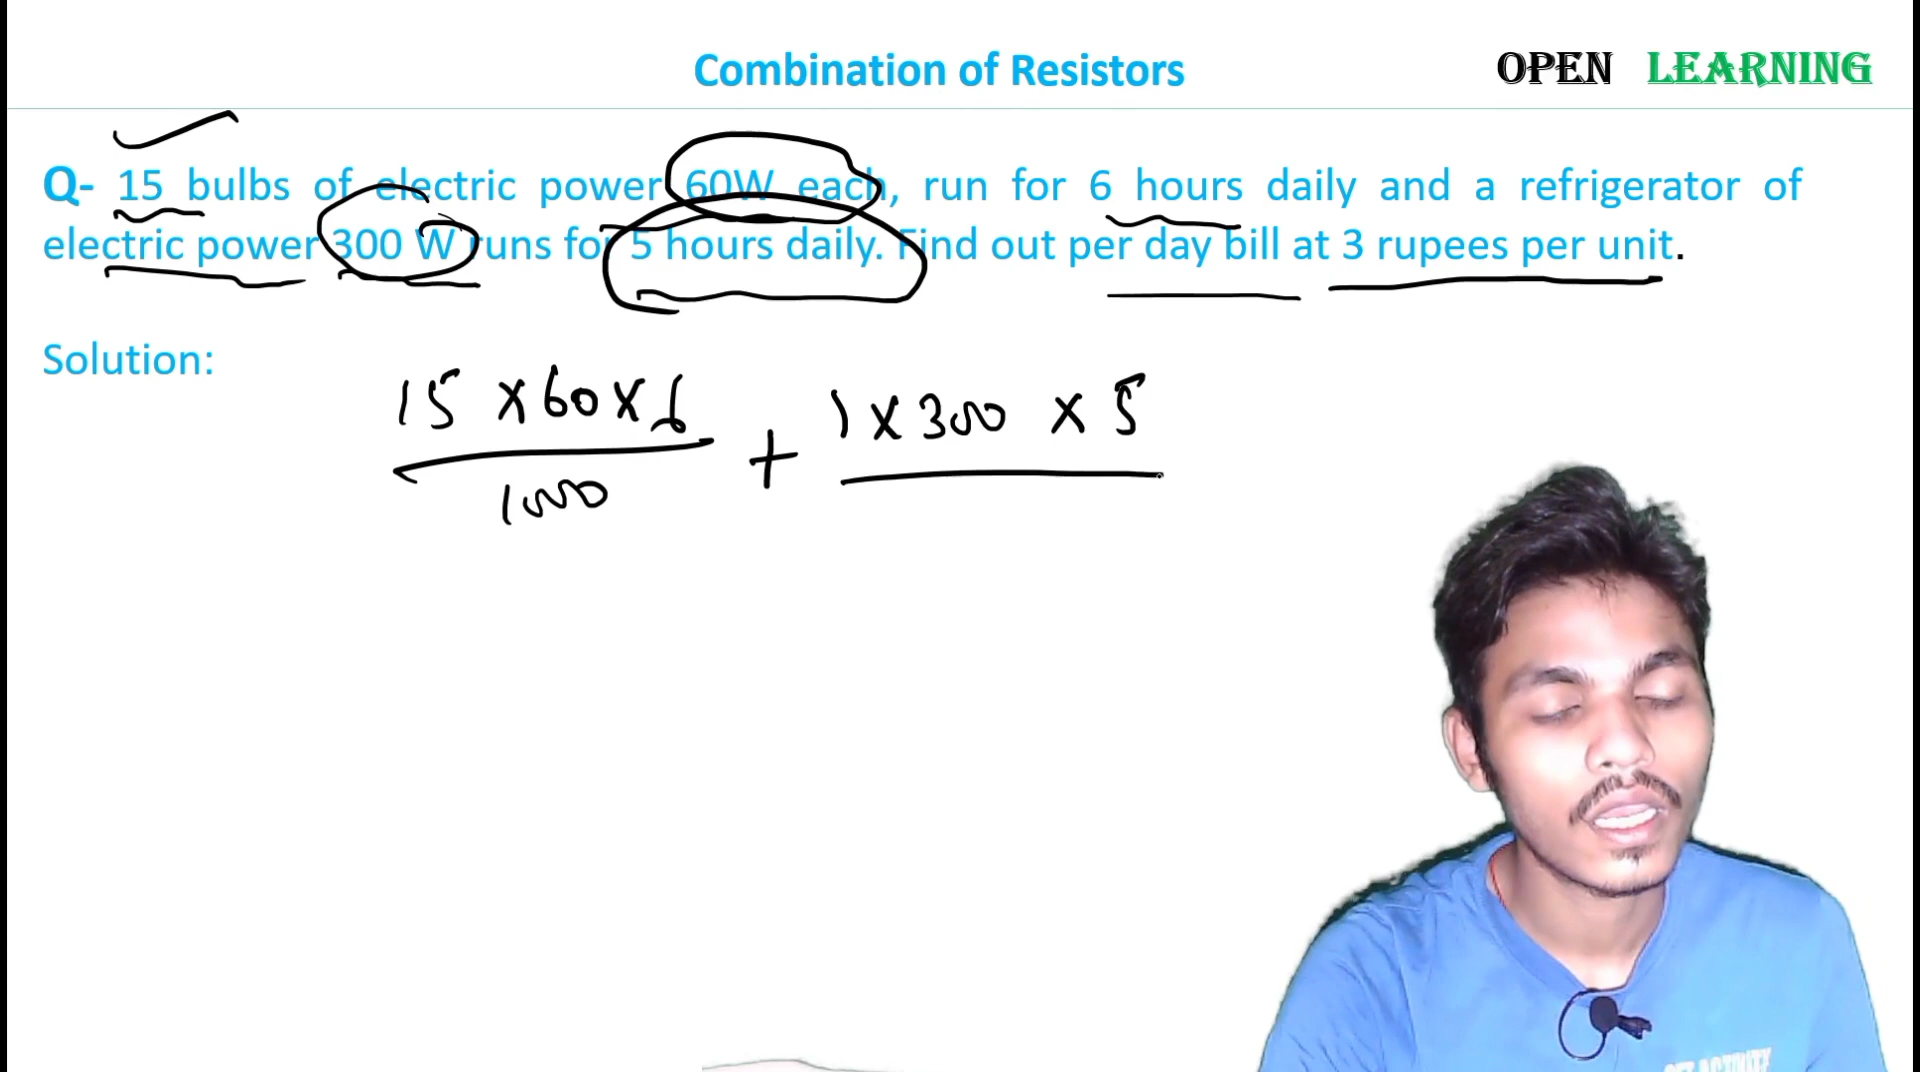 Combination of Resistors
OPEN LEARNING
Q- 15 bulbs of electric power 60W each, run for 6 hours daily and a refrigerator of
electric power 300 W runs for 5 hours daily. Find out per day bill at 3 rupees per unit.
Solution:
15 × 60 × 6 + 1 × 300 × 5
1000